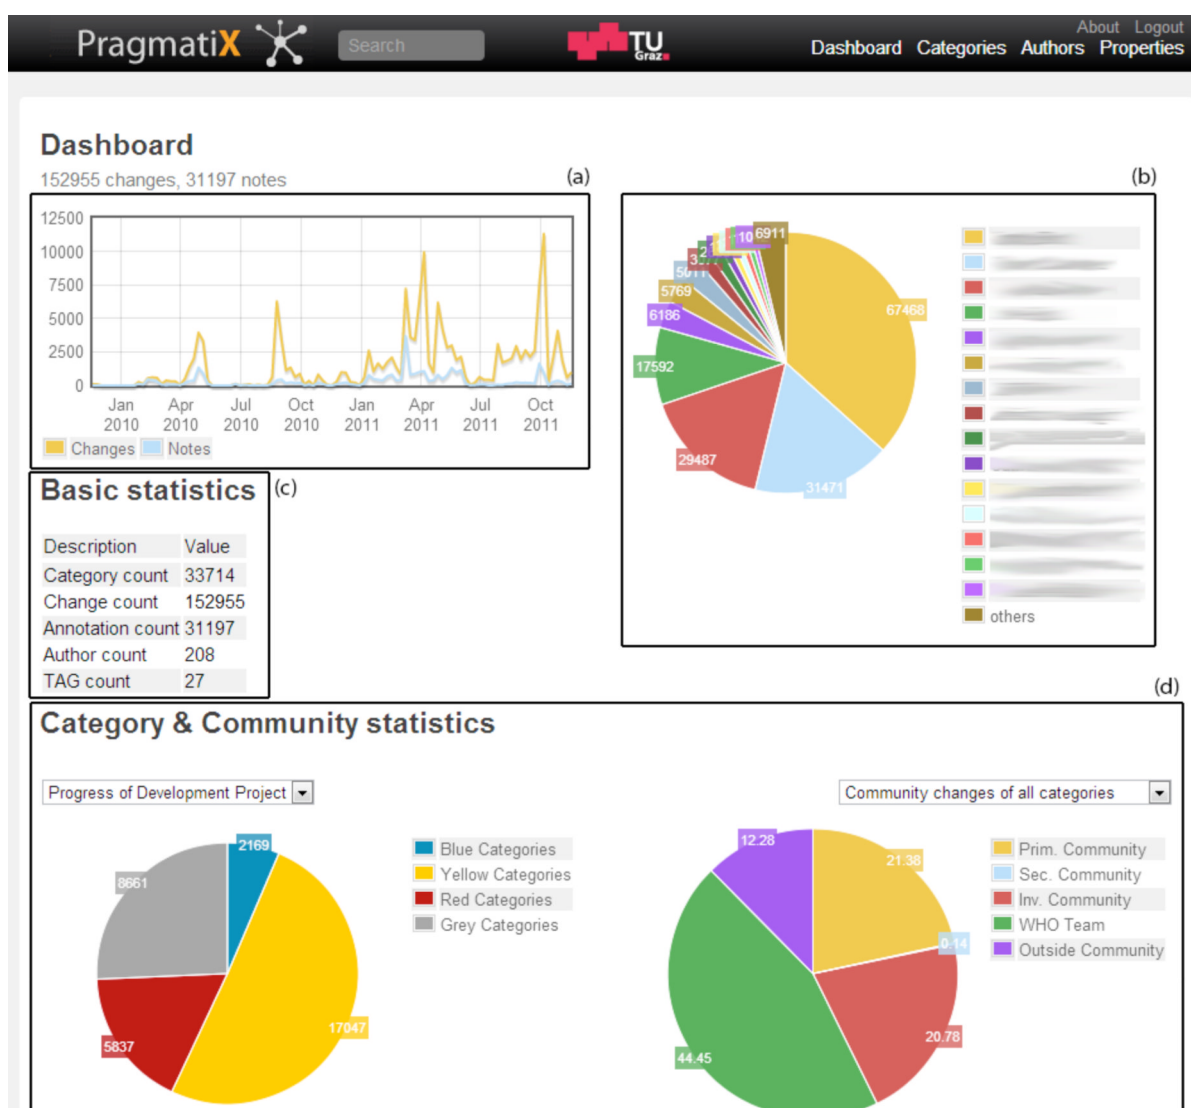 PragmatiX
Search
TU
Graz
About Logout
Dashboard Categories Authors Properties
Dashboard
152955 changes, 31197 notes
(a)
(b)
12500
10000
7500
5000
2500
0
Jan Apr Jul Oct Jan Apr Jul Oct
2010 2010 2010 2010 2011 2011 2011 2011
Changes Notes
6911
67468
31471
29487
17592
6186
5769
5011
10
others
Basic statistics
(c)
Description Value
Category count 33714
Change count 152955
Annotation count 31197
Author count 208
TAG count 27
(d)
Category & Community statistics
Progress of Development Project
Community changes of all categories
2169
17047
5837
8661
Blue Categories
Yellow Categories
Red Categories
Grey Categories
12.28
21.38
0.14
20.78
44.45
Prim. Community
Sec. Community
Inv. Community
WHO Team
Outside Community